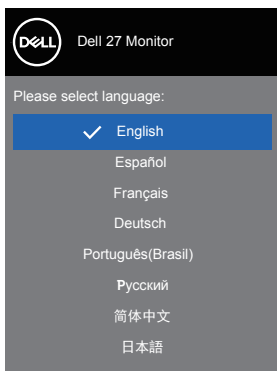 DELL
Dell 27 Monitor
Please select language:
English
Español
Français
Deutsch
Português(Brasil)
Русский
简体中文
日本語